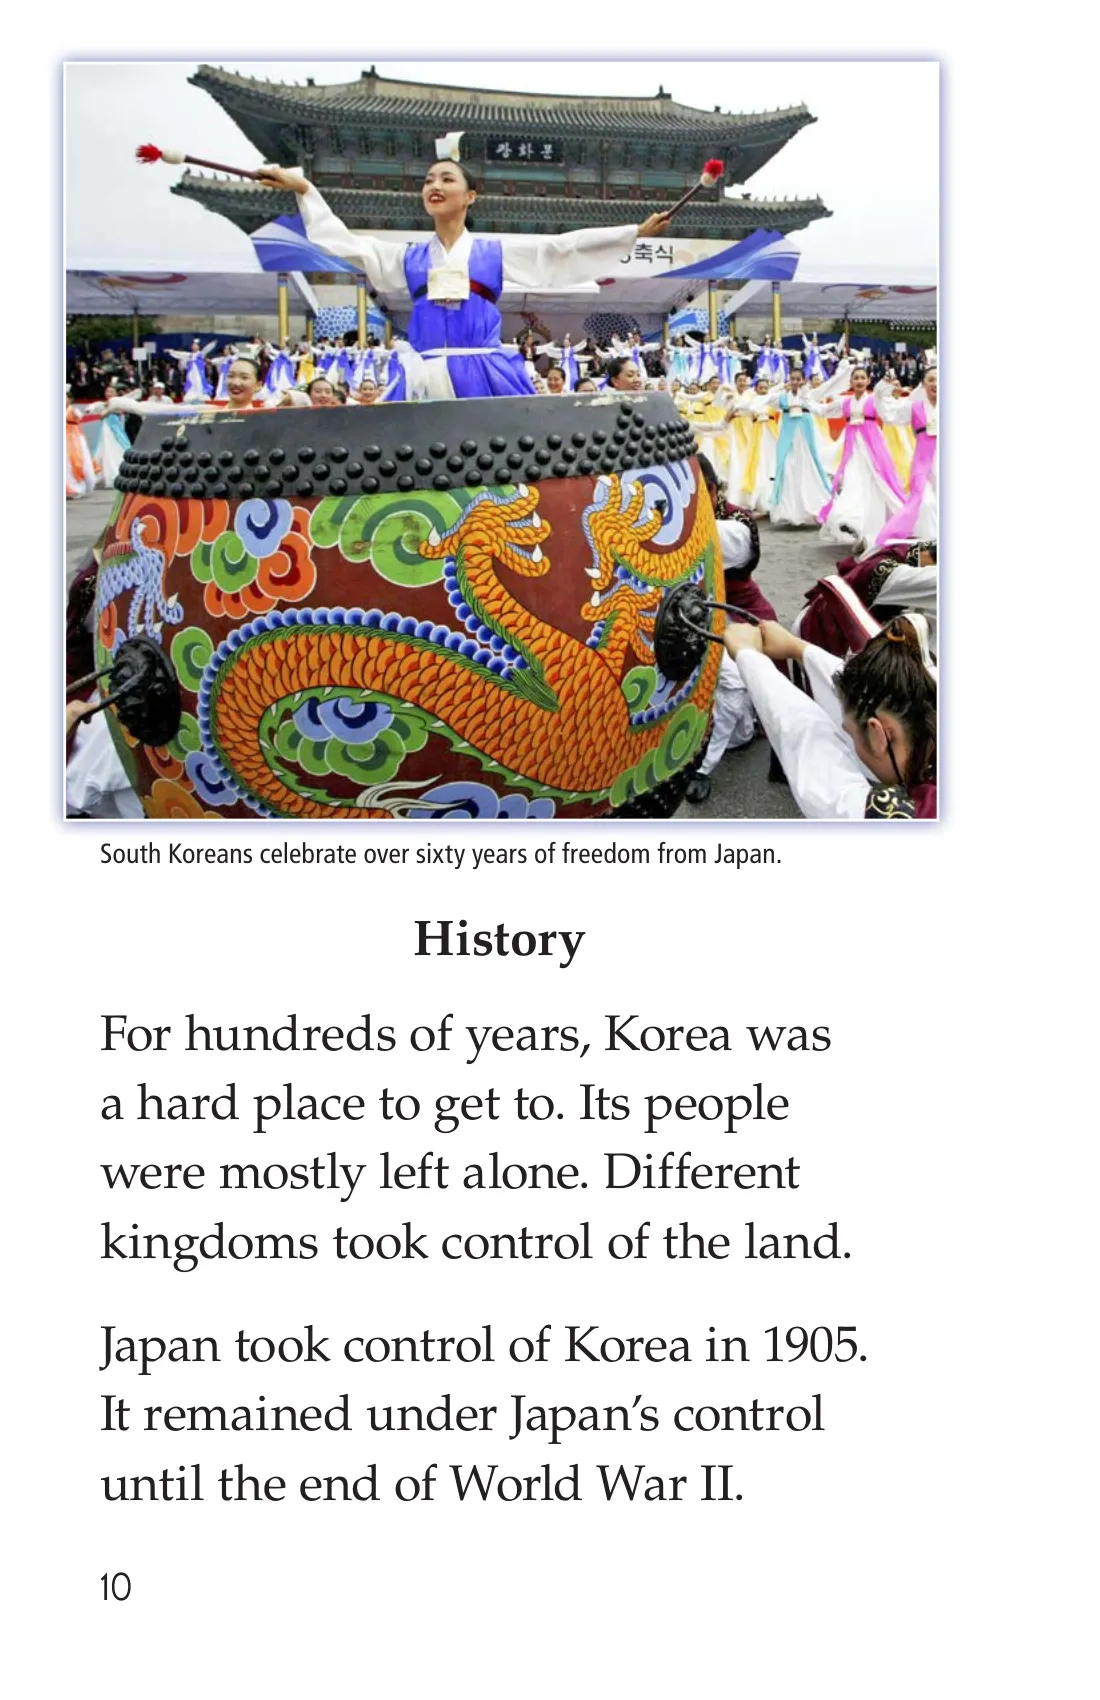 광화문
축식
South Koreans celebrate over sixty years of freedom from Japan.
History
For hundreds of years, Korea was
a hard place to get to. Its people
were mostly left alone. Different
kingdoms took control of the land.
Japan took control of Korea in 1905.
It remained under Japan’s control
until the end of World War II.
10